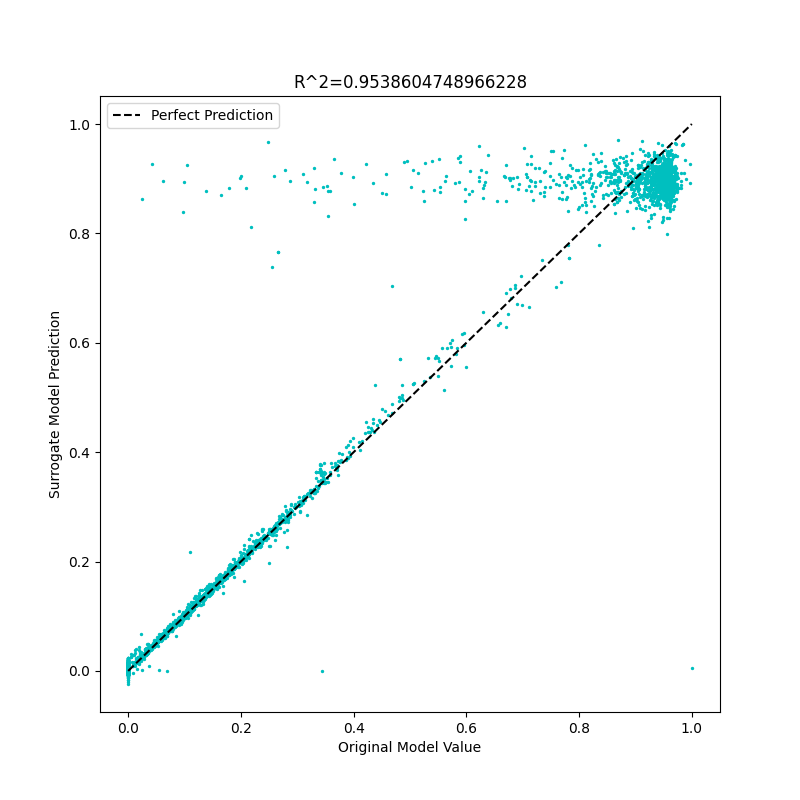 R^2=0.9538604748966228
Perfect Prediction
1.0
0.8
0.6
0.4
0.2
0.0
Surrogate Model Prediction
0.0 0.2 0.4 0.6 0.8 1.0
Original Model Value